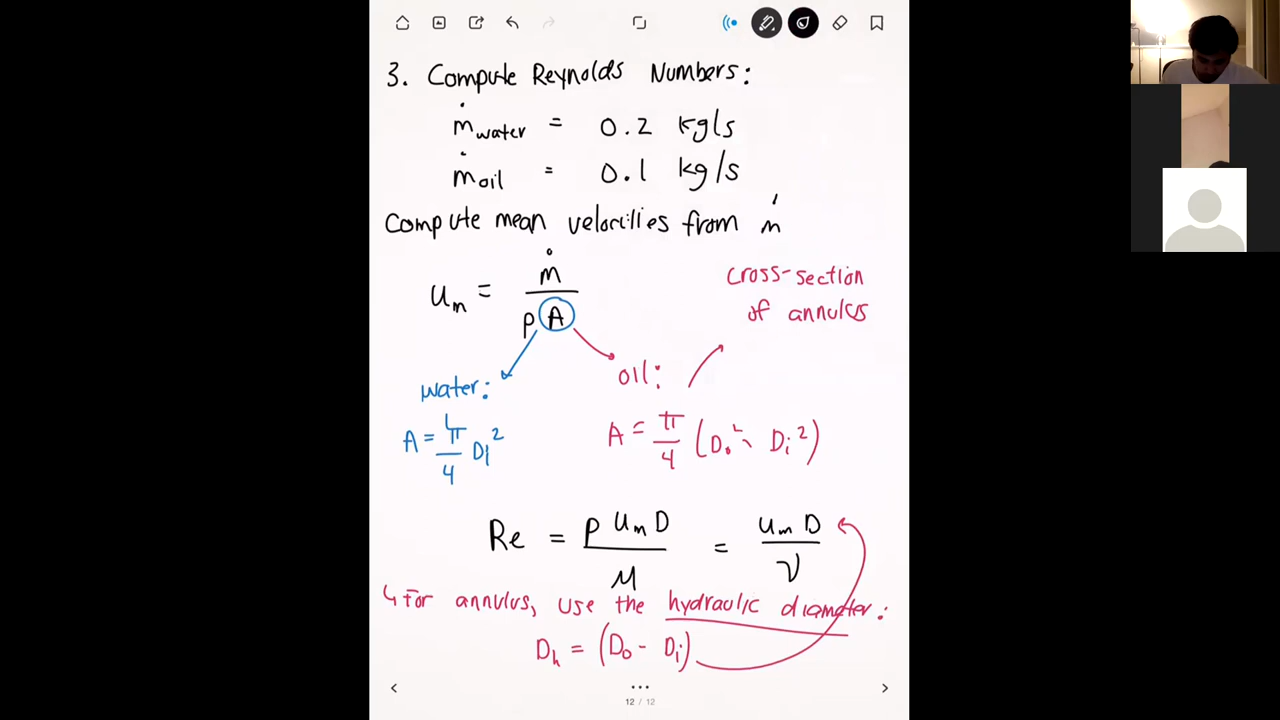 3. Compute Reynolds Numbers:
ṁwater = 0.2 kg/s
ṁoil = 0.1 kg/s
Compute mean velocities from ṁ
um = ṁ / ρA
cross-section
of annulus
water:
oil:
A = π/4 Di²
A = π/4 (Do² - Di²)
Re = ρ um D / μ = um D / ν
↳ For annulus, use the hydraulic diameter:
Dh = (Do - Di)
12 / 12